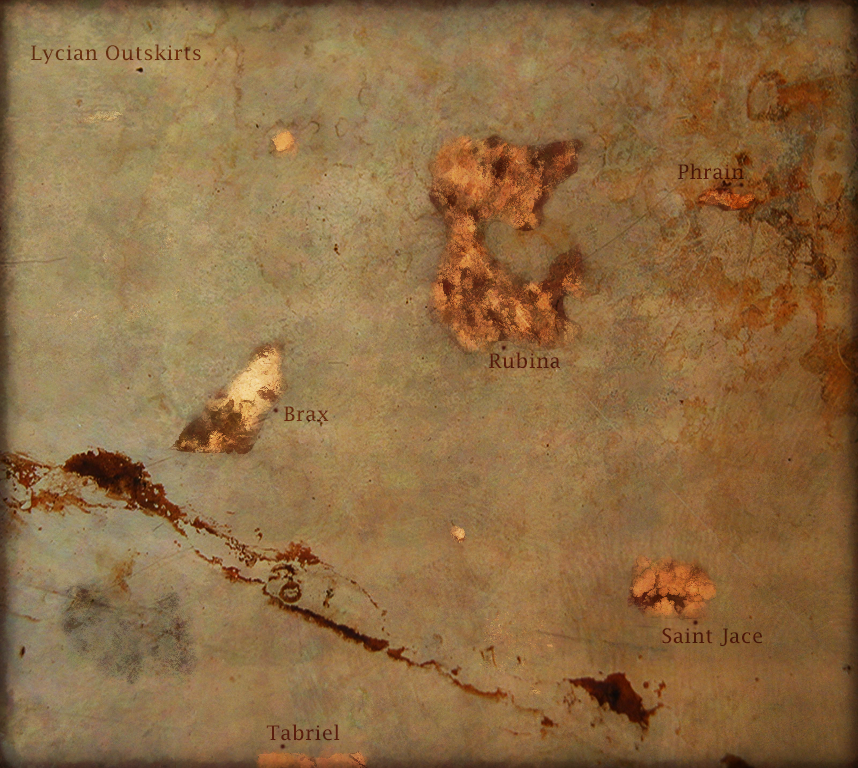 Lycian Outskirts
Phrain
Rubina
Brax
Saint Jace
Tabriel